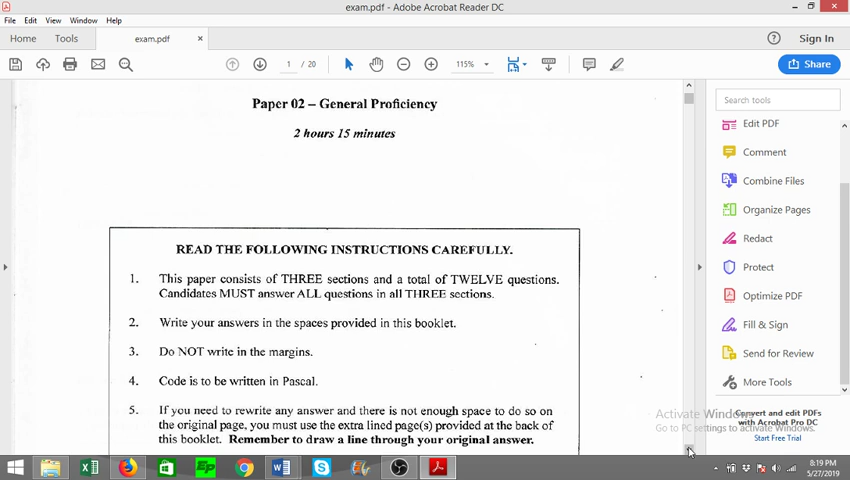 exam.pdf - Adobe Acrobat Reader DC
File Edit View Window Help
Home Tools exam.pdf × ? Sign In
1 / 20 115% Share
Paper 02 – General Proficiency
2 hours 15 minutes
READ THE FOLLOWING INSTRUCTIONS CAREFULLY.
1. This paper consists of THREE sections and a total of TWELVE questions.
Candidates MUST answer ALL questions in all THREE sections.
2. Write your answers in the spaces provided in this booklet.
3. Do NOT write in the margins.
4. Code is to be written in Pascal.
5. If you need to rewrite any answer and there is not enough space to do so on
the original page, you must use the extra lined page(s) provided at the back of
this booklet. Remember to draw a line through your original answer.
Search tools
Edit PDF
Comment
Combine Files
Organize Pages
Redact
Protect
Optimize PDF
Fill & Sign
Send for Review
More Tools
Activate Windows
Go to PC settings to activate Windows.
Convert and edit PDFs
with Acrobat Pro DC
Start Free Trial
Ep
8:19 PM
5/27/2019